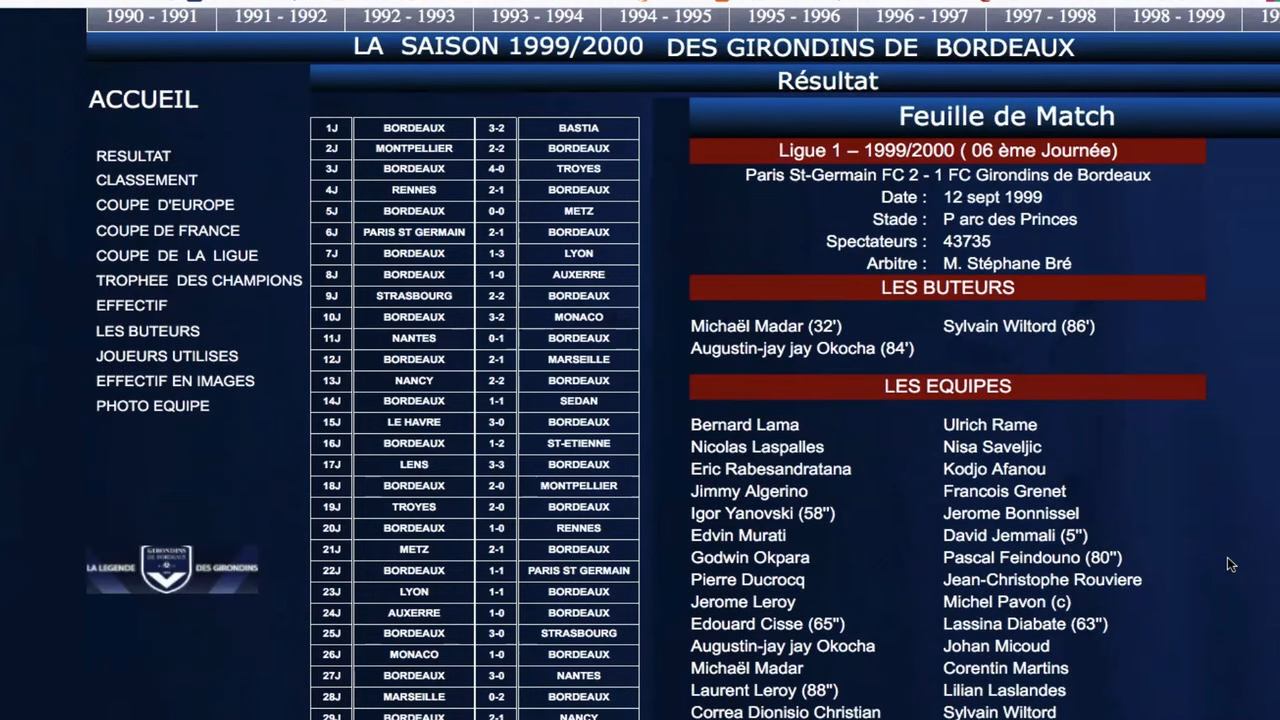 1990 - 1991 1991 - 1992 1992 - 1993 1993 - 1994 1994 - 1995 1995 - 1996 1996 - 1997 1997 - 1998 1998 - 1999
LA SAISON 1999/2000 DES GIRONDINS DE BORDEAUX
Résultat
ACCUEIL
RESULTAT
CLASSEMENT
COUPE D'EUROPE
COUPE DE FRANCE
COUPE DE LA LIGUE
TROPHEE DES CHAMPIONS
EFFECTIF
LES BUTEURS
JOUEURS UTILISES
EFFECTIF EN IMAGES
PHOTO EQUIPE
LA LEGENDE GIRONDINS DE BORDEAUX DES GIRONDINS
1J BORDEAUX 3-2 BASTIA
2J MONTPELLIER 2-2 BORDEAUX
3J BORDEAUX 4-0 TROYES
4J RENNES 2-1 BORDEAUX
5J BORDEAUX 0-0 METZ
6J PARIS ST GERMAIN 2-1 BORDEAUX
7J BORDEAUX 1-3 LYON
8J BORDEAUX 1-0 AUXERRE
9J STRASBOURG 2-2 BORDEAUX
10J BORDEAUX 3-2 MONACO
11J NANTES 0-1 BORDEAUX
12J BORDEAUX 2-1 MARSEILLE
13J NANCY 2-2 BORDEAUX
14J BORDEAUX 1-1 SEDAN
15J LE HAVRE 3-0 BORDEAUX
16J BORDEAUX 1-2 ST-ETIENNE
17J LENS 3-3 BORDEAUX
18J BORDEAUX 2-0 MONTPELLIER
19J TROYES 2-0 BORDEAUX
20J BORDEAUX 1-0 RENNES
21J METZ 2-1 BORDEAUX
22J BORDEAUX 1-1 PARIS ST GERMAIN
23J LYON 1-1 BORDEAUX
24J AUXERRE 1-0 BORDEAUX
25J BORDEAUX 3-0 STRASBOURG
26J MONACO 1-0 BORDEAUX
27J BORDEAUX 3-0 NANTES
28J MARSEILLE 0-2 BORDEAUX
29J BORDEAUX 2-1 NANCY
Feuille de Match
Ligue 1 – 1999/2000 ( 06 ème Journée)
Paris St-Germain FC 2 - 1 FC Girondins de Bordeaux
Date : 12 sept 1999
Stade : P arc des Princes
Spectateurs : 43735
Arbitre : M. Stéphane Bré
LES BUTEURS
Michaël Madar (32') Sylvain Wiltord (86')
Augustin-jay jay Okocha (84')
LES EQUIPES
Bernard Lama Ulrich Rame
Nicolas Laspalles Nisa Saveljic
Eric Rabesandratana Kodjo Afanou
Jimmy Algerino Francois Grenet
Igor Yanovski (58") Jerome Bonnissel
Edvin Murati David Jemmali (5")
Godwin Okpara Pascal Feindouno (80")
Pierre Ducrocq Jean-Christophe Rouviere
Jerome Leroy Michel Pavon (c)
Edouard Cisse (65") Lassina Diabate (63")
Augustin-jay jay Okocha Johan Micoud
Michaël Madar Corentin Martins
Laurent Leroy (88") Lilian Laslandes
Correa Dionisio Christian Sylvain Wiltord